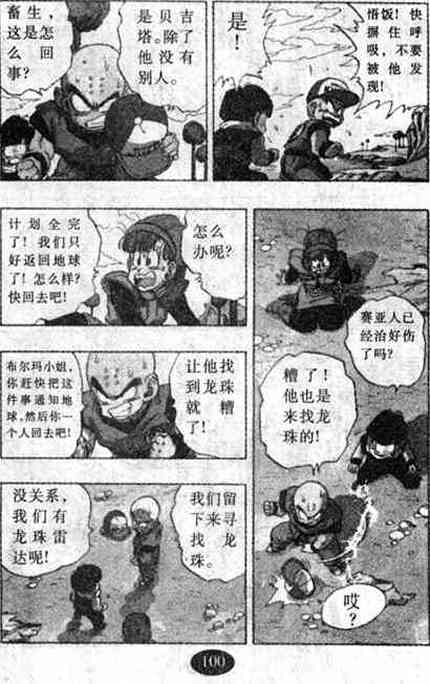 悟饭！快
摒住呼
吸，不要
被他发
现！
是！
是贝吉
塔。除了
他没有
别人。
畜生，
这是怎
么回
事？
赛亚人已
经治好伤
了吗？
糟了！
他也是
来找龙
珠的！
哎
？
怎么
办呢？
计划全完
了！我们只
好返回地球
了！怎么样？
快回去吧！
让他找
到龙珠
就糟
了！
布尔玛小姐，
你赶快把这
件事通知地
球，然后你一
个人回去吧！
我们留
下来寻
找龙
珠。
没关系，
我们有
龙珠雷
达呢！
100